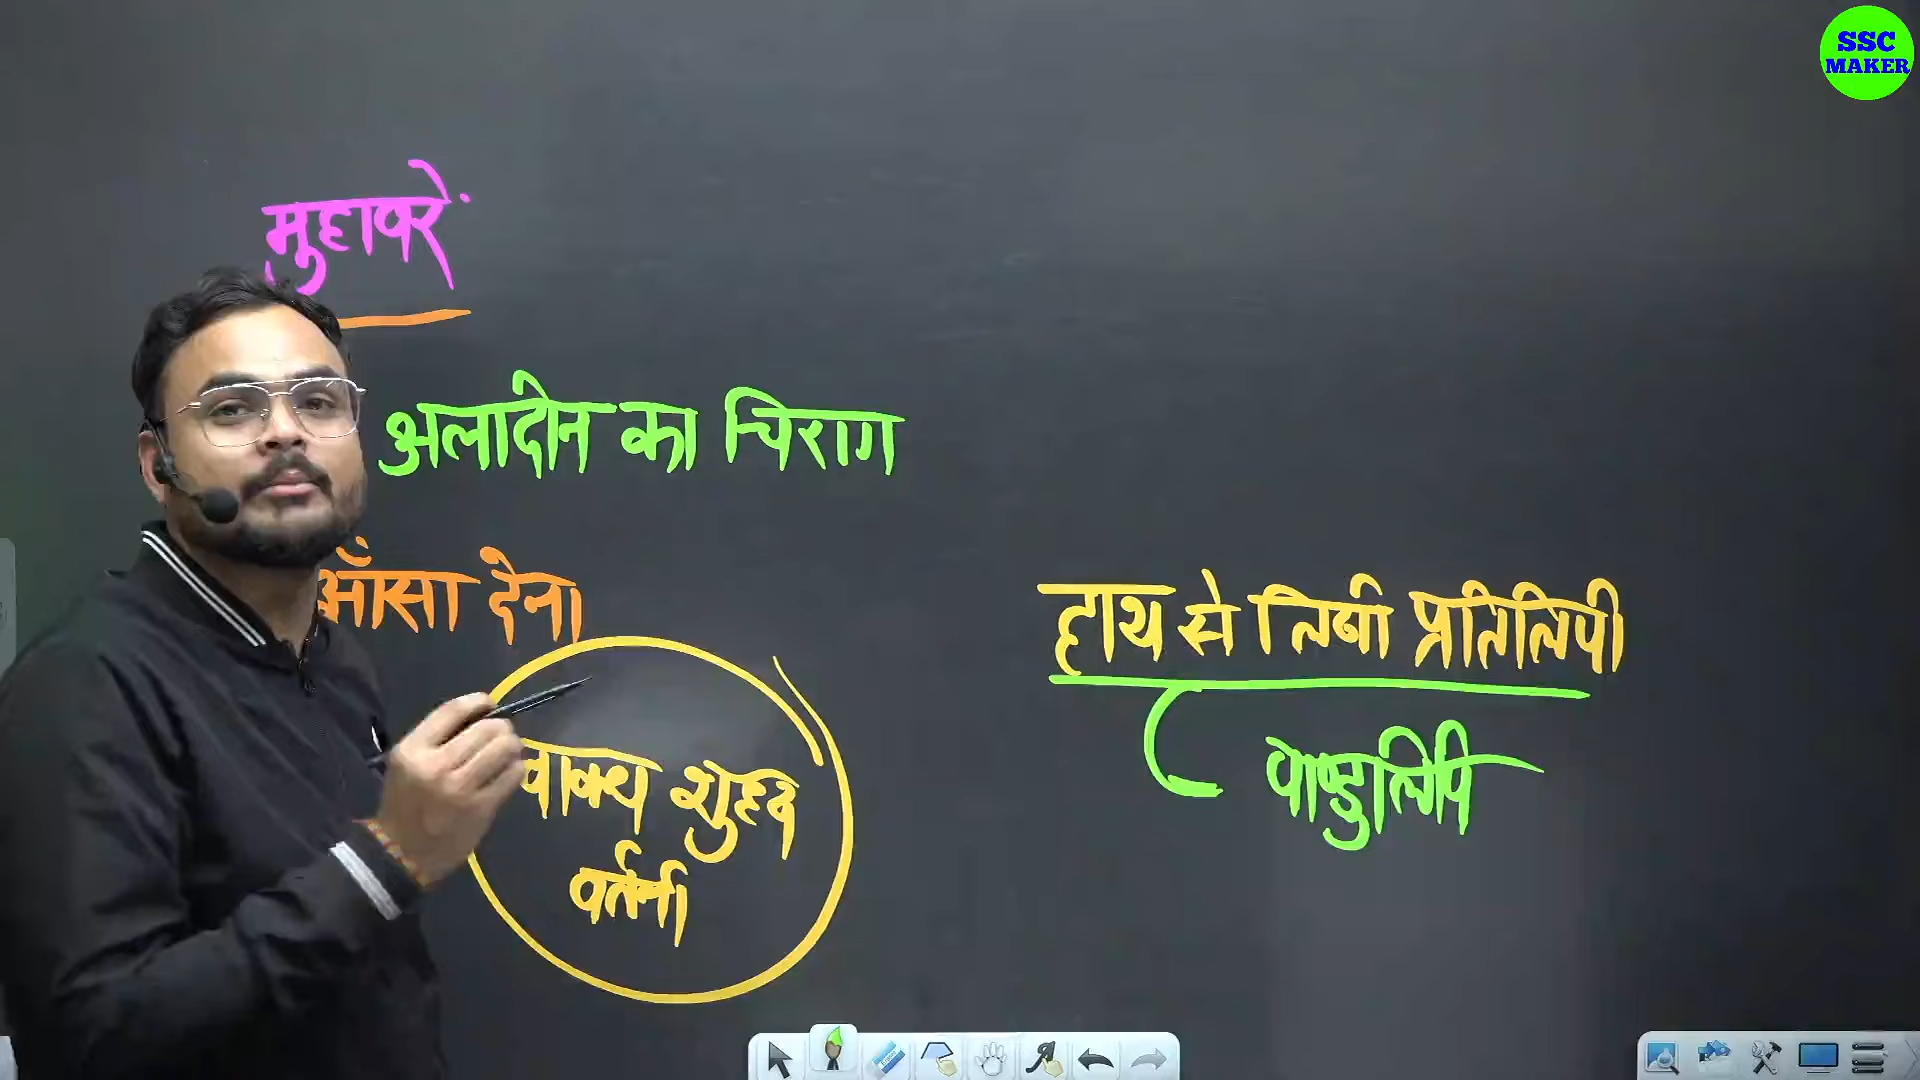 SSC
MAKER
मुहावरें
अलादीन का चिराग
झाँसा देना
हाथ से लिखी प्रतिलिपी
वाक्य शुद्ध
वर्तनी
पाण्डुलिपि